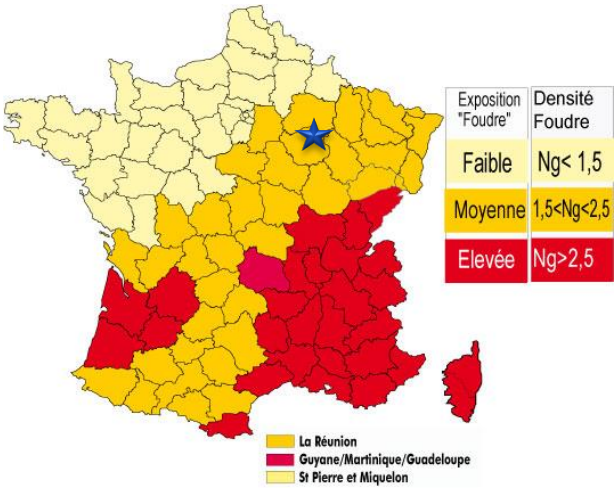 Exposition
"Foudre"
Densité
Foudre
Faible
Ng< 1,5
Moyenne
1,5<Ng<2,5
Elevée
Ng>2,5
La Réunion
Guyane/Martinique/Guadeloupe
St Pierre et Miquelon